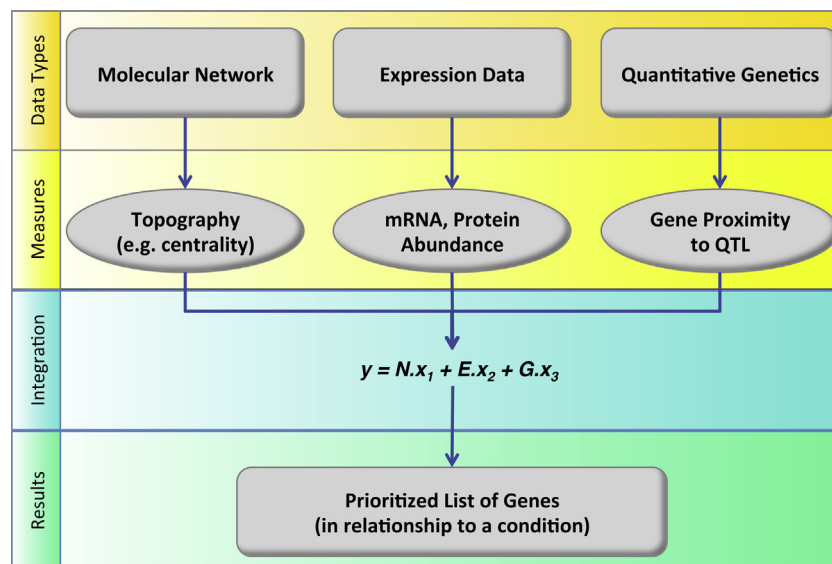 Data Types
Molecular Network
Expression Data
Quantitative Genetics
Measures
Topography
(e.g. centrality)
mRNA, Protein
Abundance
Gene Proximity
to QTL
Integration
y = N.x₁ + E.x₂ + G.x₃
Results
Prioritized List of Genes
(in relationship to a condition)